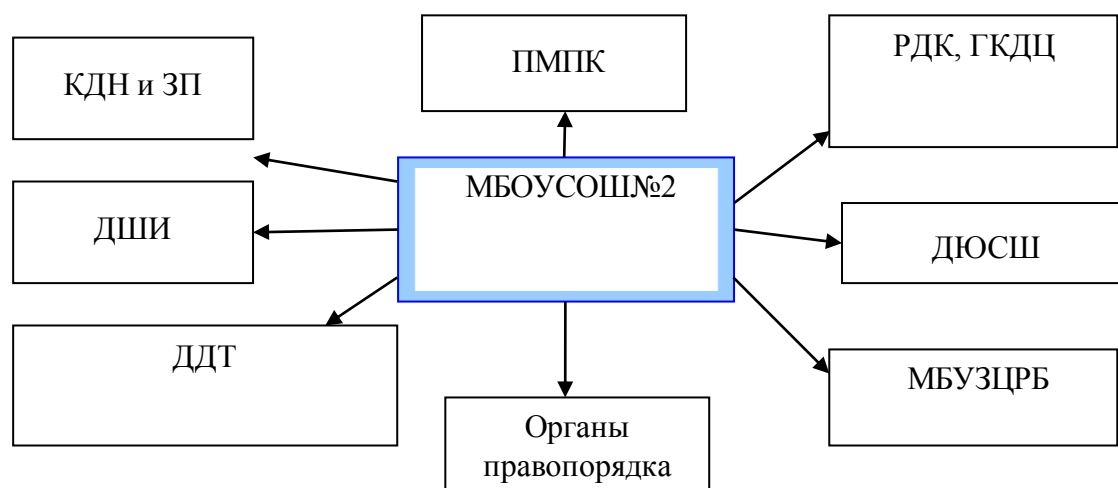 КДН и ЗП
ПМПК
РДК, ГКДЦ
МБОУСОШ№2
ДШИ
ДЮСШ
ДДТ
МБУЗЦРБ
Органы
правопорядка